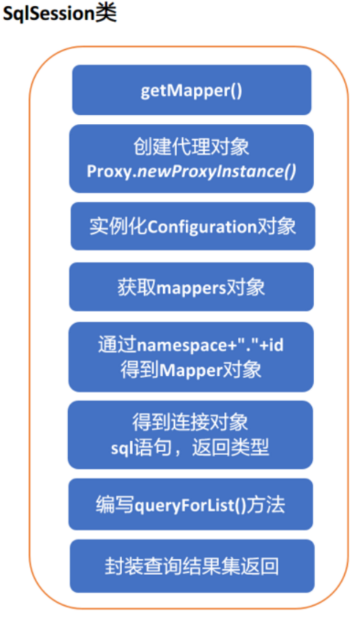 SqlSession类
getMapper()
创建代理对象
Proxy.newProxyInstance()
实例化Configuration对象
获取mappers对象
通过namespace+"."+id
得到Mapper对象
得到连接对象
sql语句，返回类型
编写queryForList()方法
封装查询结果集返回